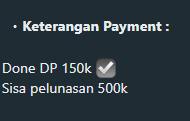 • Keterangan Payment :
Done DP 150k ✅
Sisa pelunasan 500k